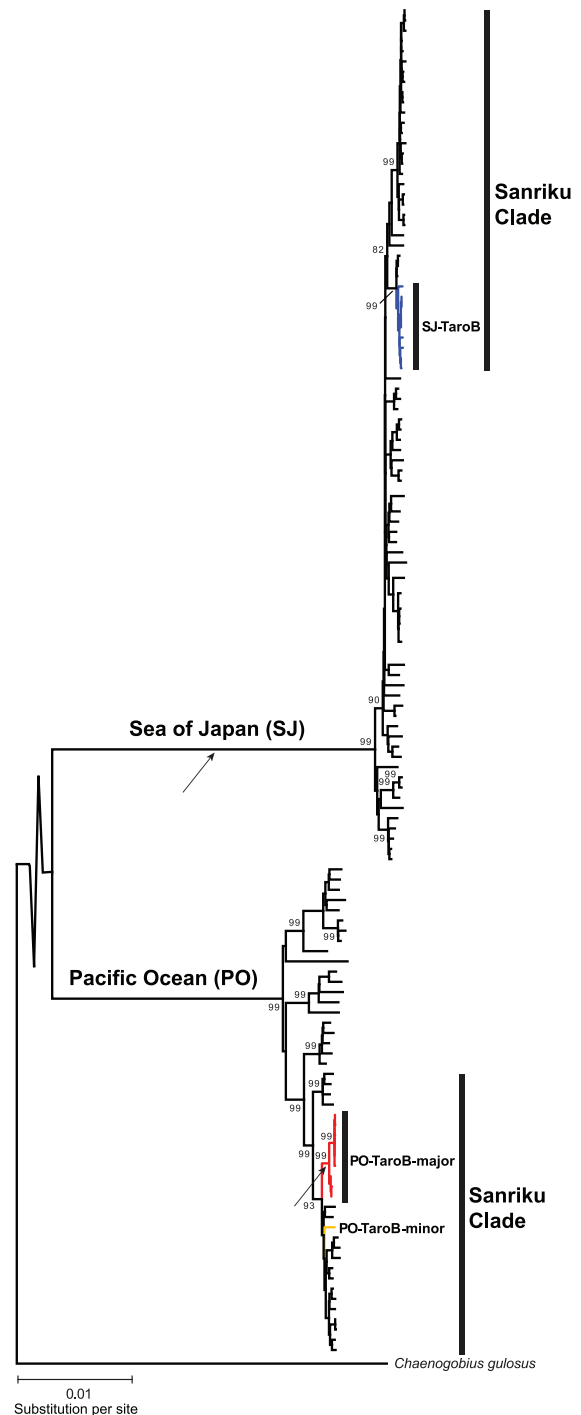 99
Sanriku
Clade
82
99
SJ-TaroB
90
Sea of Japan (SJ)
99
99
99
99
99
99
Pacific Ocean (PO)
99
99
99
99
99
99
99
99
PO-TaroB-major
93
Sanriku
Clade
PO-TaroB-minor
Chaenogobius gulosus
0.01
Substitution per site